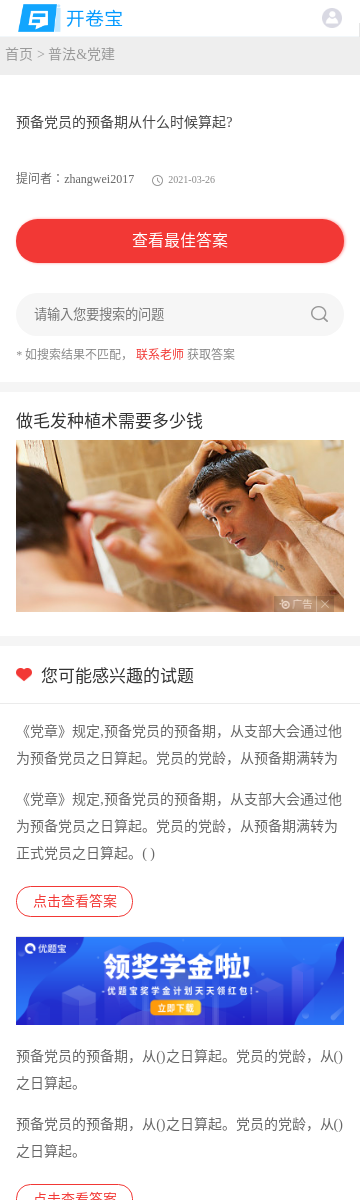 开卷宝
首页 > 普法&党建
预备党员的预备期从什么时候算起?
提问者：zhangwei2017 2021-03-26
查看最佳答案
请输入您要搜索的问题
* 如搜索结果不匹配， 联系老师 获取答案
做毛发种植术需要多少钱
广告
您可能感兴趣的试题
《党章》规定,预备党员的预备期，从支部大会通过他
为预备党员之日算起。党员的党龄，从预备期满转为
《党章》规定,预备党员的预备期，从支部大会通过他
为预备党员之日算起。党员的党龄，从预备期满转为
正式党员之日算起。( )
点击查看答案
优题宝
领奖学金啦!
-优题宝奖学金计划天天领红包!-
立即下载
预备党员的预备期，从()之日算起。党员的党龄，从()
之日算起。
预备党员的预备期，从()之日算起。党员的党龄，从()
之日算起。
点击查看答案